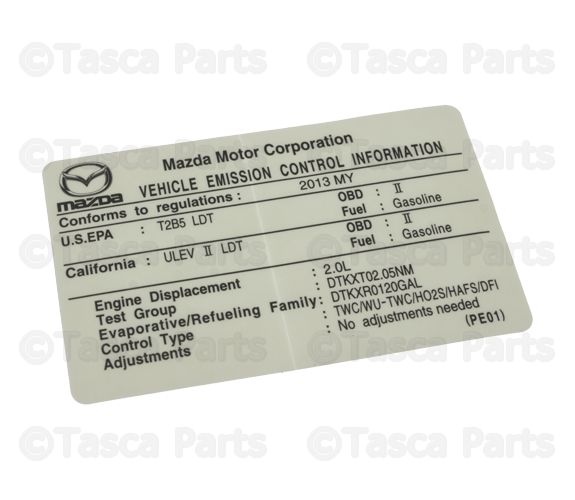 ©Tasca Parts ©Tasca Parts
Mazda Motor Corporation
mazda VEHICLE EMISSION CONTROL INFORMATION
Conforms to regulations : 2013 MY
U.S.EPA : T2B5 LDT OBD : II
Fuel : Gasoline
California : ULEV II LDT OBD : II
Fuel : Gasoline
Engine Displacement : 2.0L
Test Group : DTKXT02.05NM
Evaporative/Refueling Family: DTKXR0120GAL
Control Type : TWC/WU-TWC/HO2S/HAFS/DFI
Adjustments : No adjustments needed
(PE01)
©Tasca Parts ©Tasca Parts
©Tasca Parts ©Tasca Parts
©Tasca Parts ©Tasca Parts
©Tasca Parts ©Tasca Parts